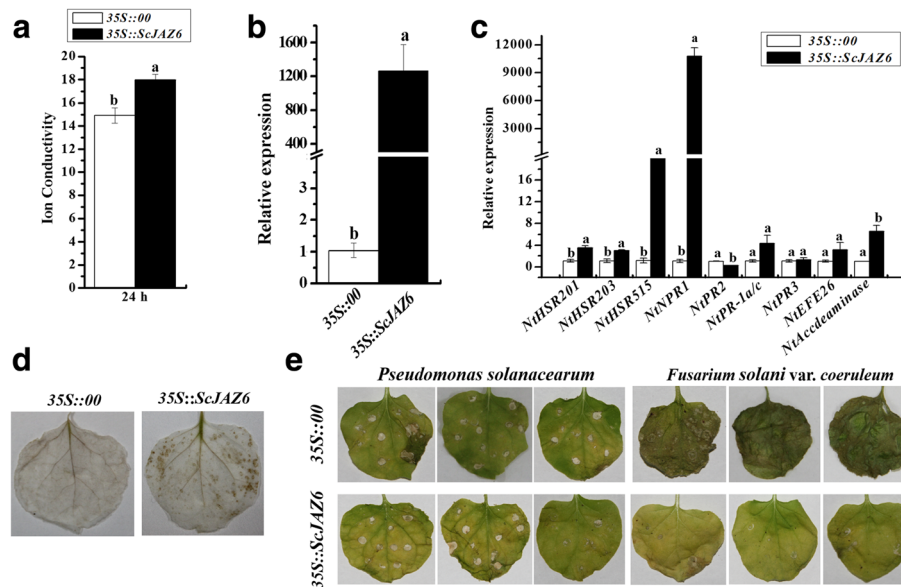 a
35S::00
35S::ScJAZ6
Ion Conductivity
20
18
16
14
12
10
8
6
4
2
0
b
a
24 h
b
Relative expression
1600
1400
1200
1000
800
600
400
3
2
1
0
b
a
35S::00
35S::ScJAZ6
c
35S::00
35S::ScJAZ6
Relative expression
12000
9000
6000
3000
16
12
8
4
0
b
a
b
a
b
a
b
a
a
b
a
a
a
a
a
a
a
b
NtHSR201
NtHSR203
NtHSR515
NtNPR1
NtPR2
NtPR-1a/c
NtPR3
NtEFE26
NtAccdeaminase
d
35S::00
35S::ScJAZ6
e
Pseudomonas solanacearum
Fusarium solani var. coeruleum
35S::00
35S::ScJAZ6